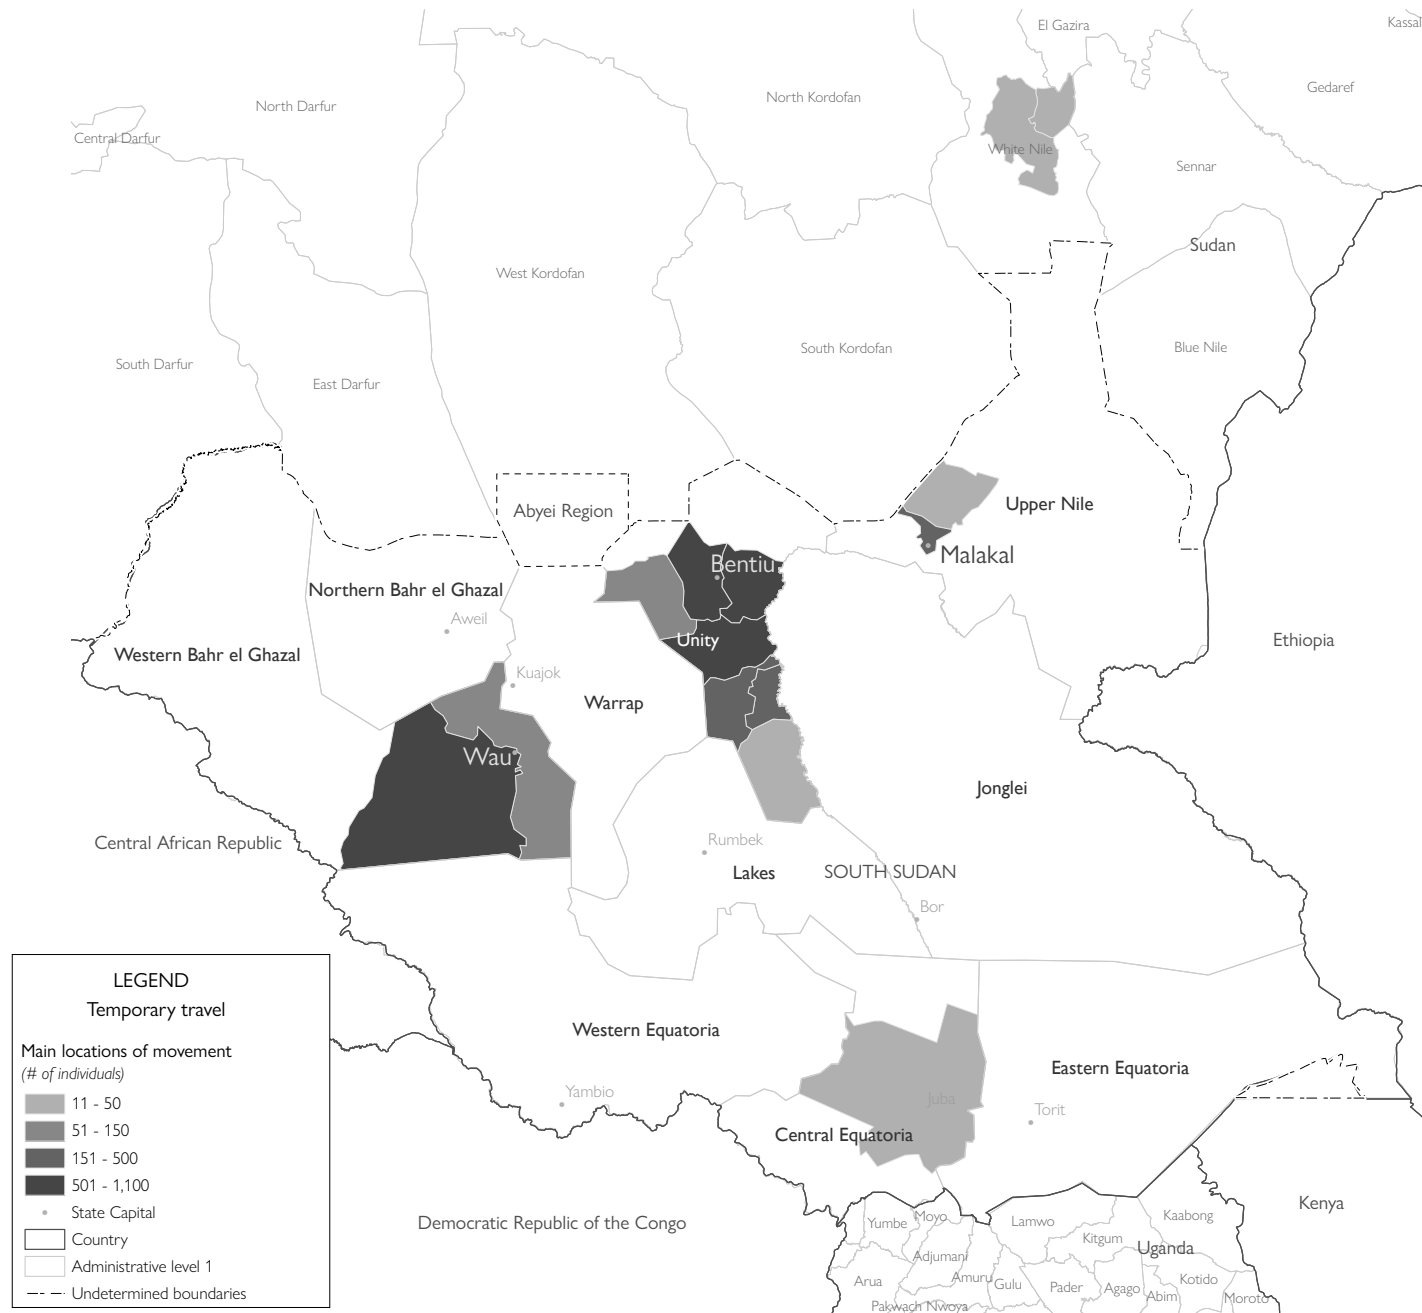 El Gazira
Kassal
North Darfur
North Kordofan
Gedaref
Central Darfur
White Nile
Sennar
Sudan
West Kordofan
South Kordofan
Blue Nile
South Darfur
East Darfur
Abyei Region
Upper Nile
Malakal
Bentiu
Northern Bahr el Ghazal
Aweil
Unity
Ethiopia
Western Bahr el Ghazal
Kuajok
Warrap
Wau
Jonglei
Central African Republic
Rumbek
Lakes
SOUTH SUDAN
Bor
LEGEND
Temporary travel
Main locations of movement
(# of individuals)
11 - 50
51 - 150
151 - 500
501 - 1,100
State Capital
Country
Administrative level 1
Undetermined boundaries
Western Equatoria
Eastern Equatoria
Yambio
Juba
Torit
Central Equatoria
Democratic Republic of the Congo
Kenya
Yumbe
Moyo
Lamwo
Kaabong
Kitgum
Uganda
Adjumani
Arua
Amuru
Gulu
Pader
Agago
Kotido
Abim
Moroto
Pakwach
Nwoya